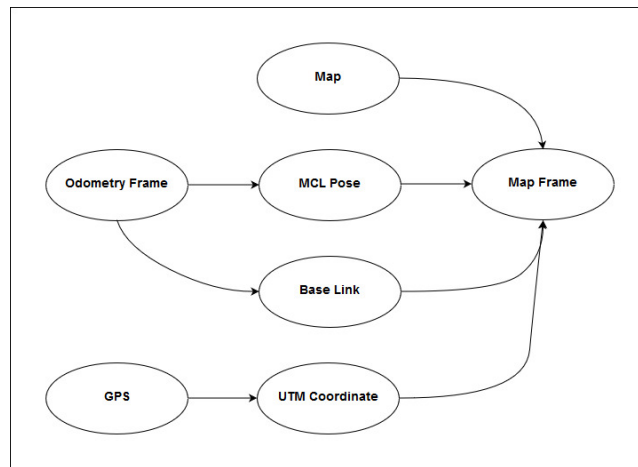 Map
Odometry Frame
MCL Pose
Map Frame
Base Link
GPS
UTM Coordinate